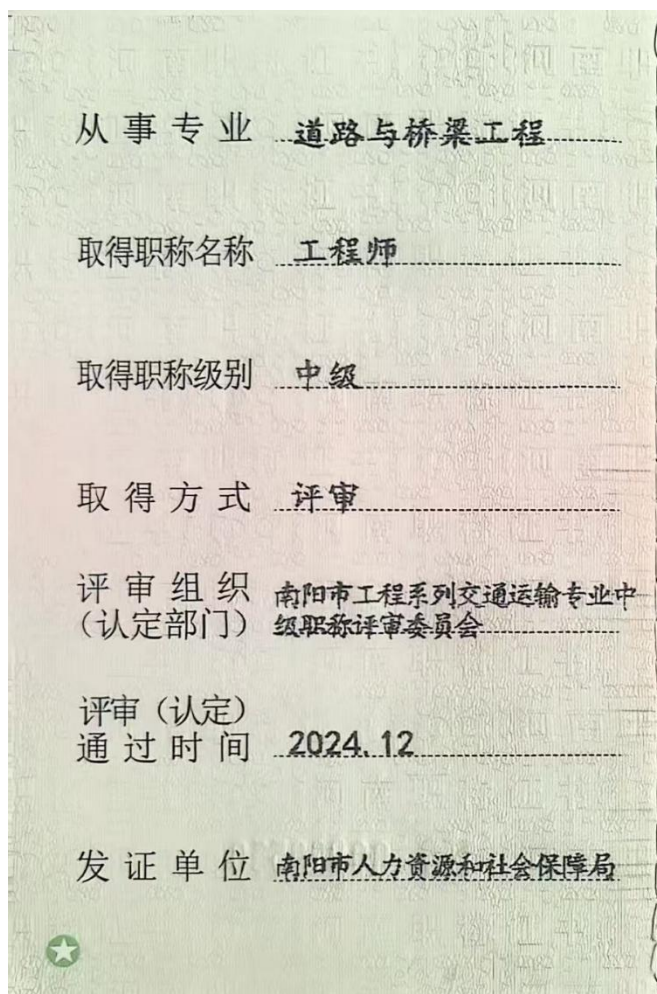 从事专业 道路与桥梁工程
取得职称名称 工程师
取得职称级别 中级
取得方式 评审
评审组织 南阳市工程系列交通运输专业中
（认定部门） 级职称评审委员会
评审（认定）
通过时间 2024.12
发证单位 南阳市人力资源和社会保障局